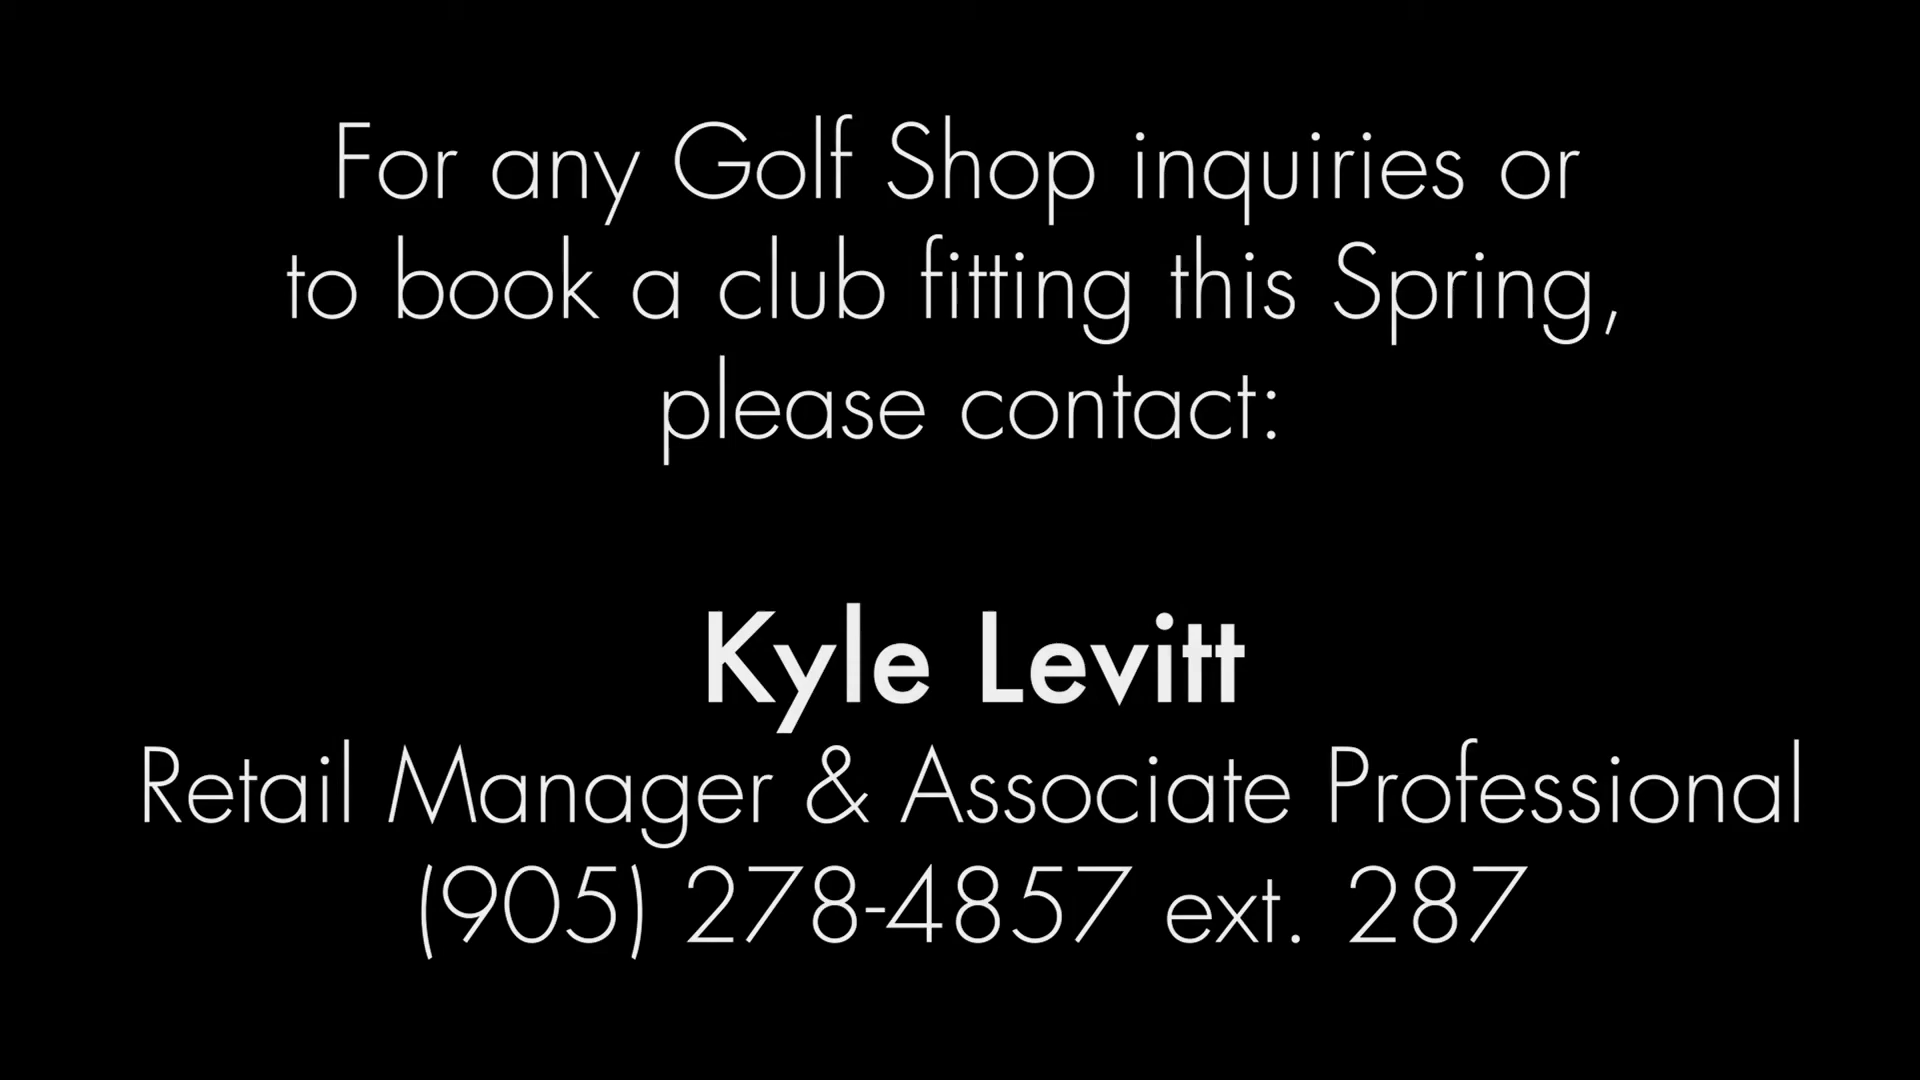 For any Golf Shop inquiries or
to book a club fitting this Spring,
please contact:
Kyle Levitt
Retail Manager & Associate Professional
(905) 278-4857 ext. 287